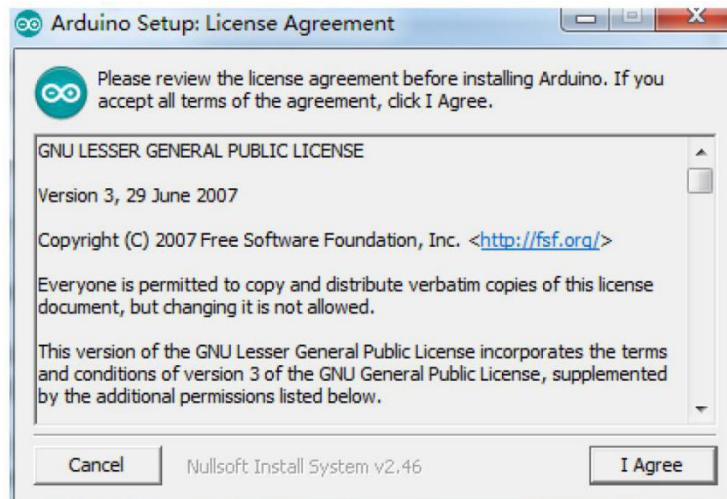 Arduino Setup: License Agreement
Please review the license agreement before installing Arduino. If you
accept all terms of the agreement, click I Agree.
GNU LESSER GENERAL PUBLIC LICENSE
Version 3, 29 June 2007
Copyright (C) 2007 Free Software Foundation, Inc. <http://fsf.org/>
Everyone is permitted to copy and distribute verbatim copies of this license
document, but changing it is not allowed.
This version of the GNU Lesser General Public License incorporates the terms
and conditions of version 3 of the GNU General Public License, supplemented
by the additional permissions listed below.
Cancel
Nullsoft Install System v2.46
I Agree